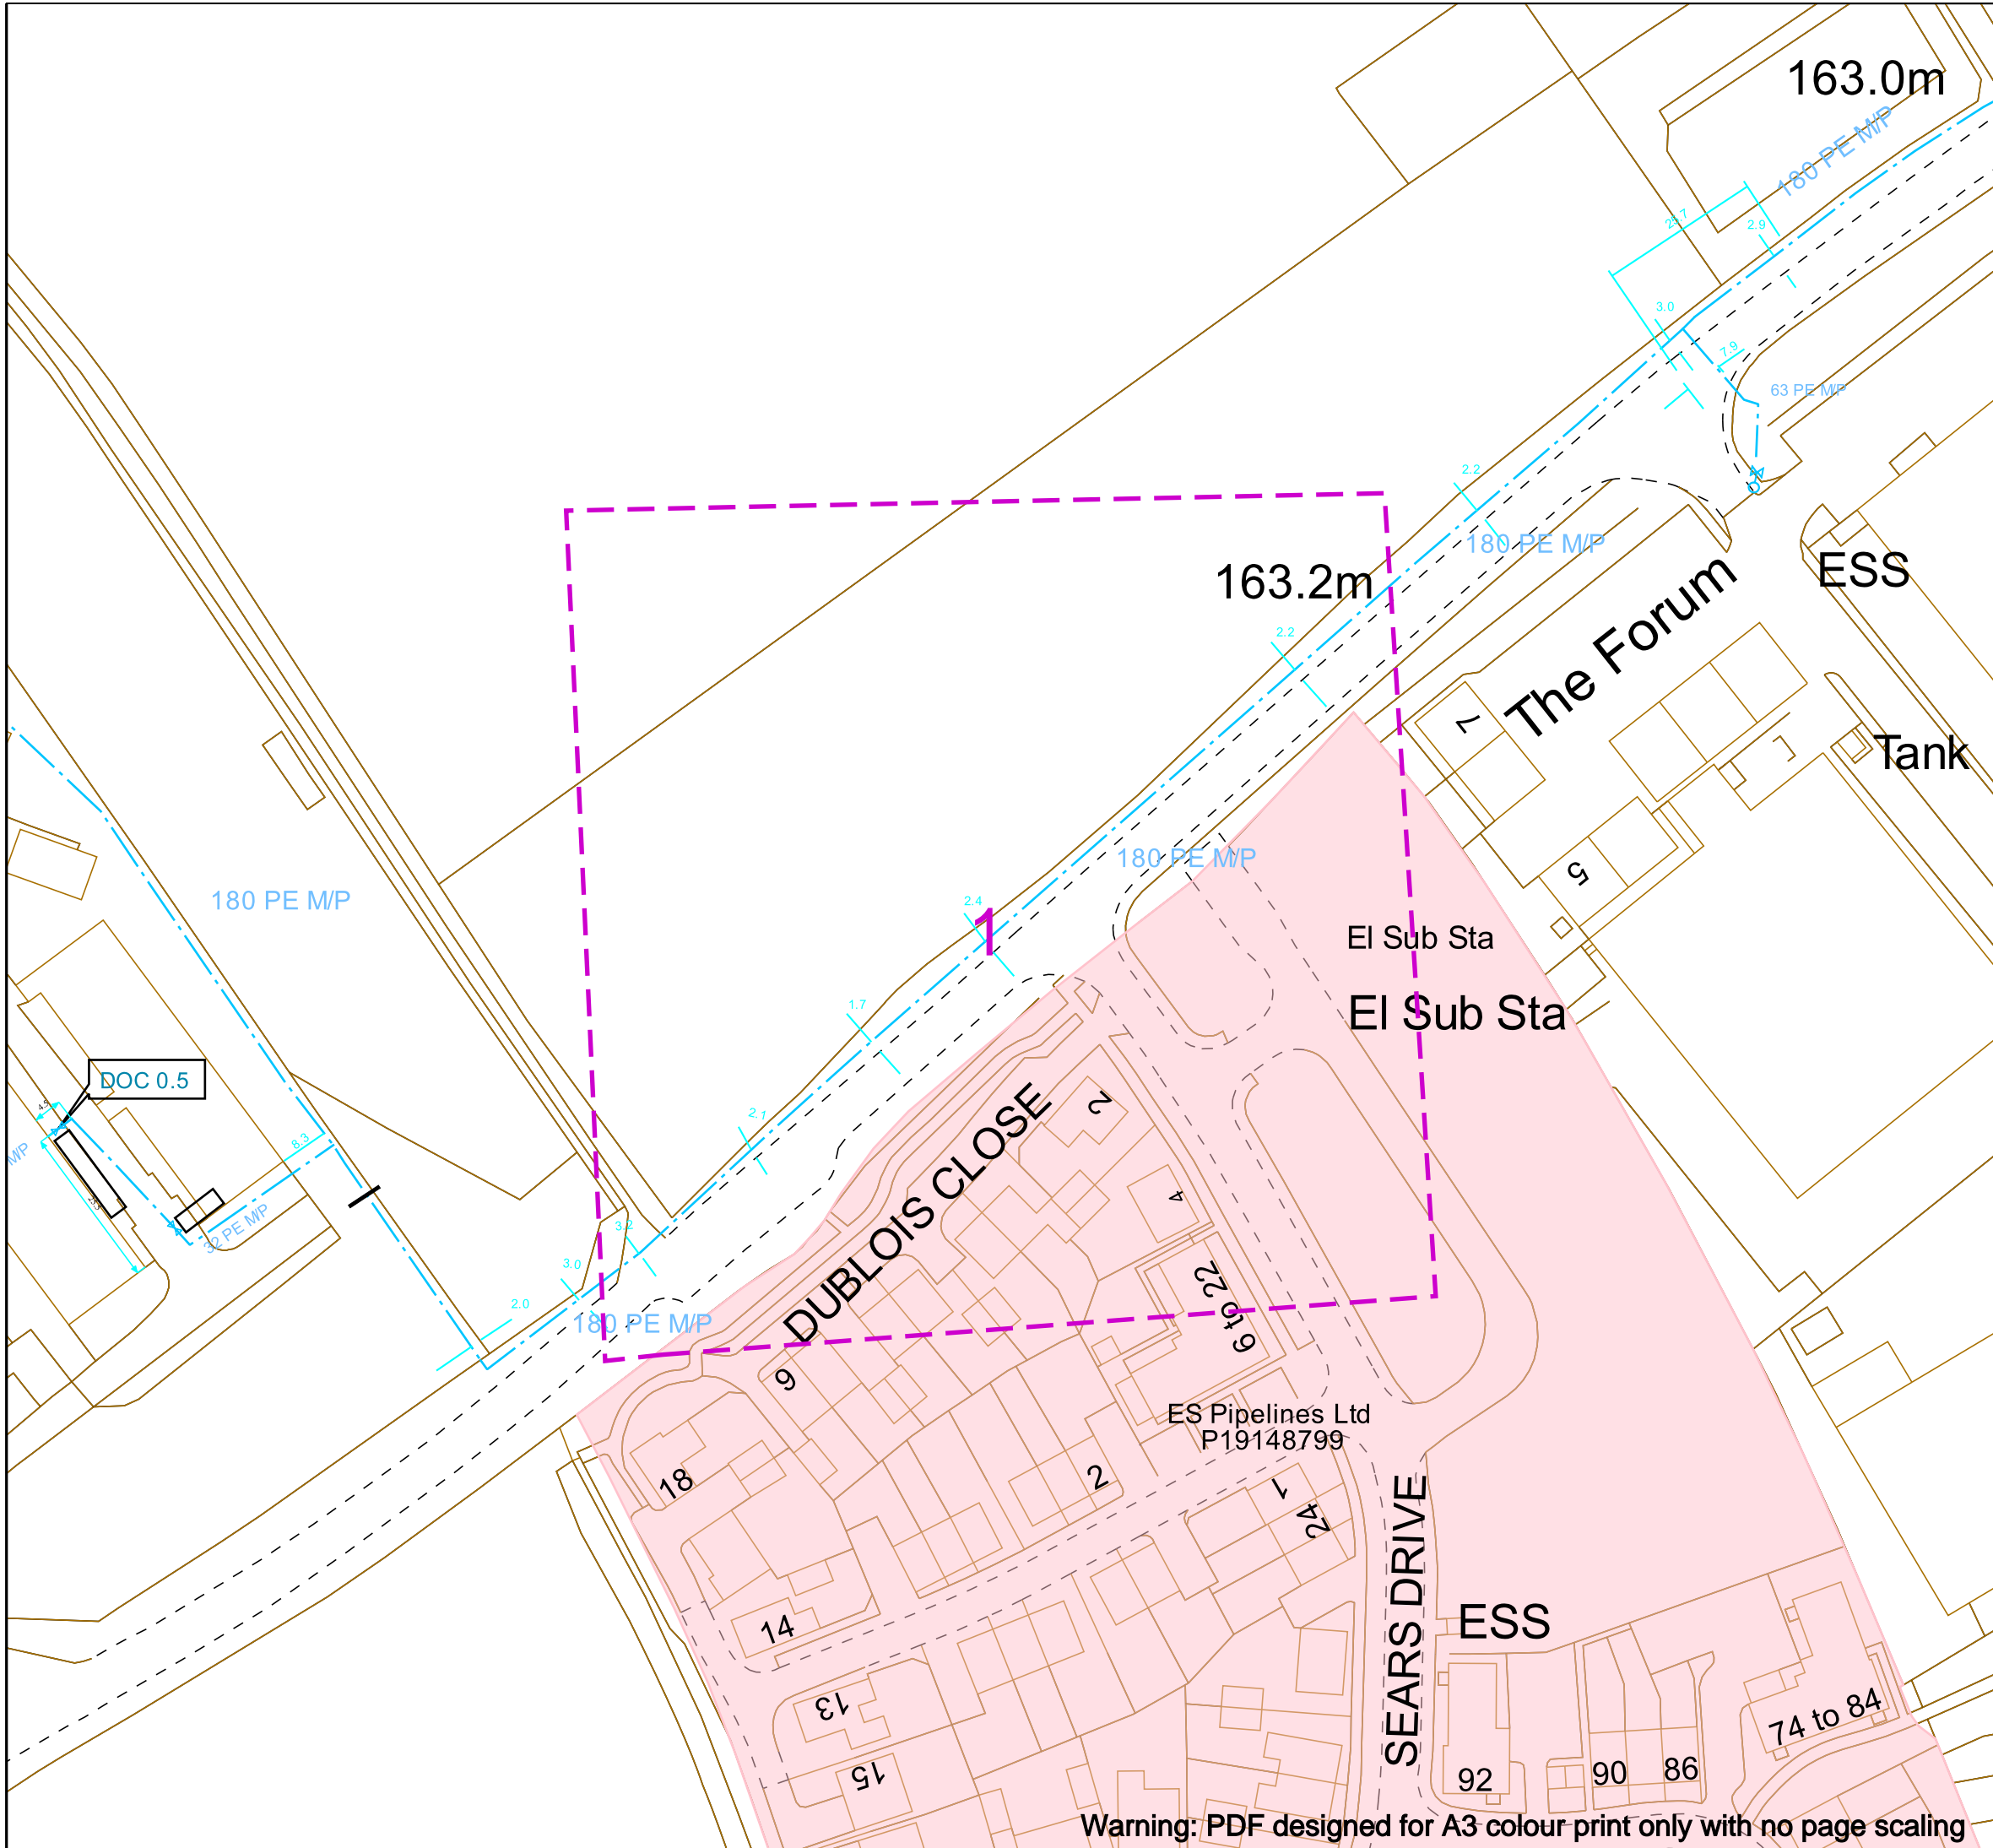 163.0m
180 PE M/P
25.7
2.9
3.0
7.9
63 PE M/P
2.2
180 PE M/P
163.2m
ESS
The Forum
2.2
7
Tank
180 PE M/P
5
180 PE M/P
2.4
1
El Sub Sta
1.7
El Sub Sta
DOC 0.5
2.1
2
DUBLOIS CLOSE
8.3
M/P
4
32 PE M/P
3.2
3.0
2.0
180 PE M/P
6 to 22
9
ES Pipelines Ltd
P19148799
18
2
1
24
SEARS DRIVE
14
ESS
13
74 to 84
15
92
90
86
Warning: PDF designed for A3 colour print only with no page scaling